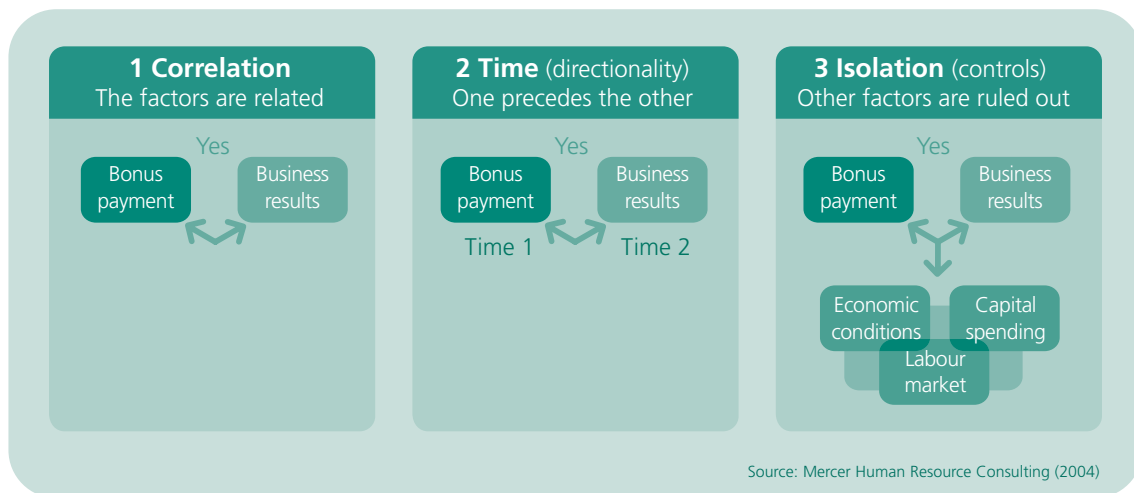 1 Correlation
The factors are related
Yes
Bonus
payment
Business
results
2 Time (directionality)
One precedes the other
Yes
Bonus
payment
Business
results
Time 1
Time 2
3 Isolation (controls)
Other factors are ruled out
Yes
Bonus
payment
Business
results
Economic
conditions
Capital
spending
Labour
market
Source: Mercer Human Resource Consulting (2004)